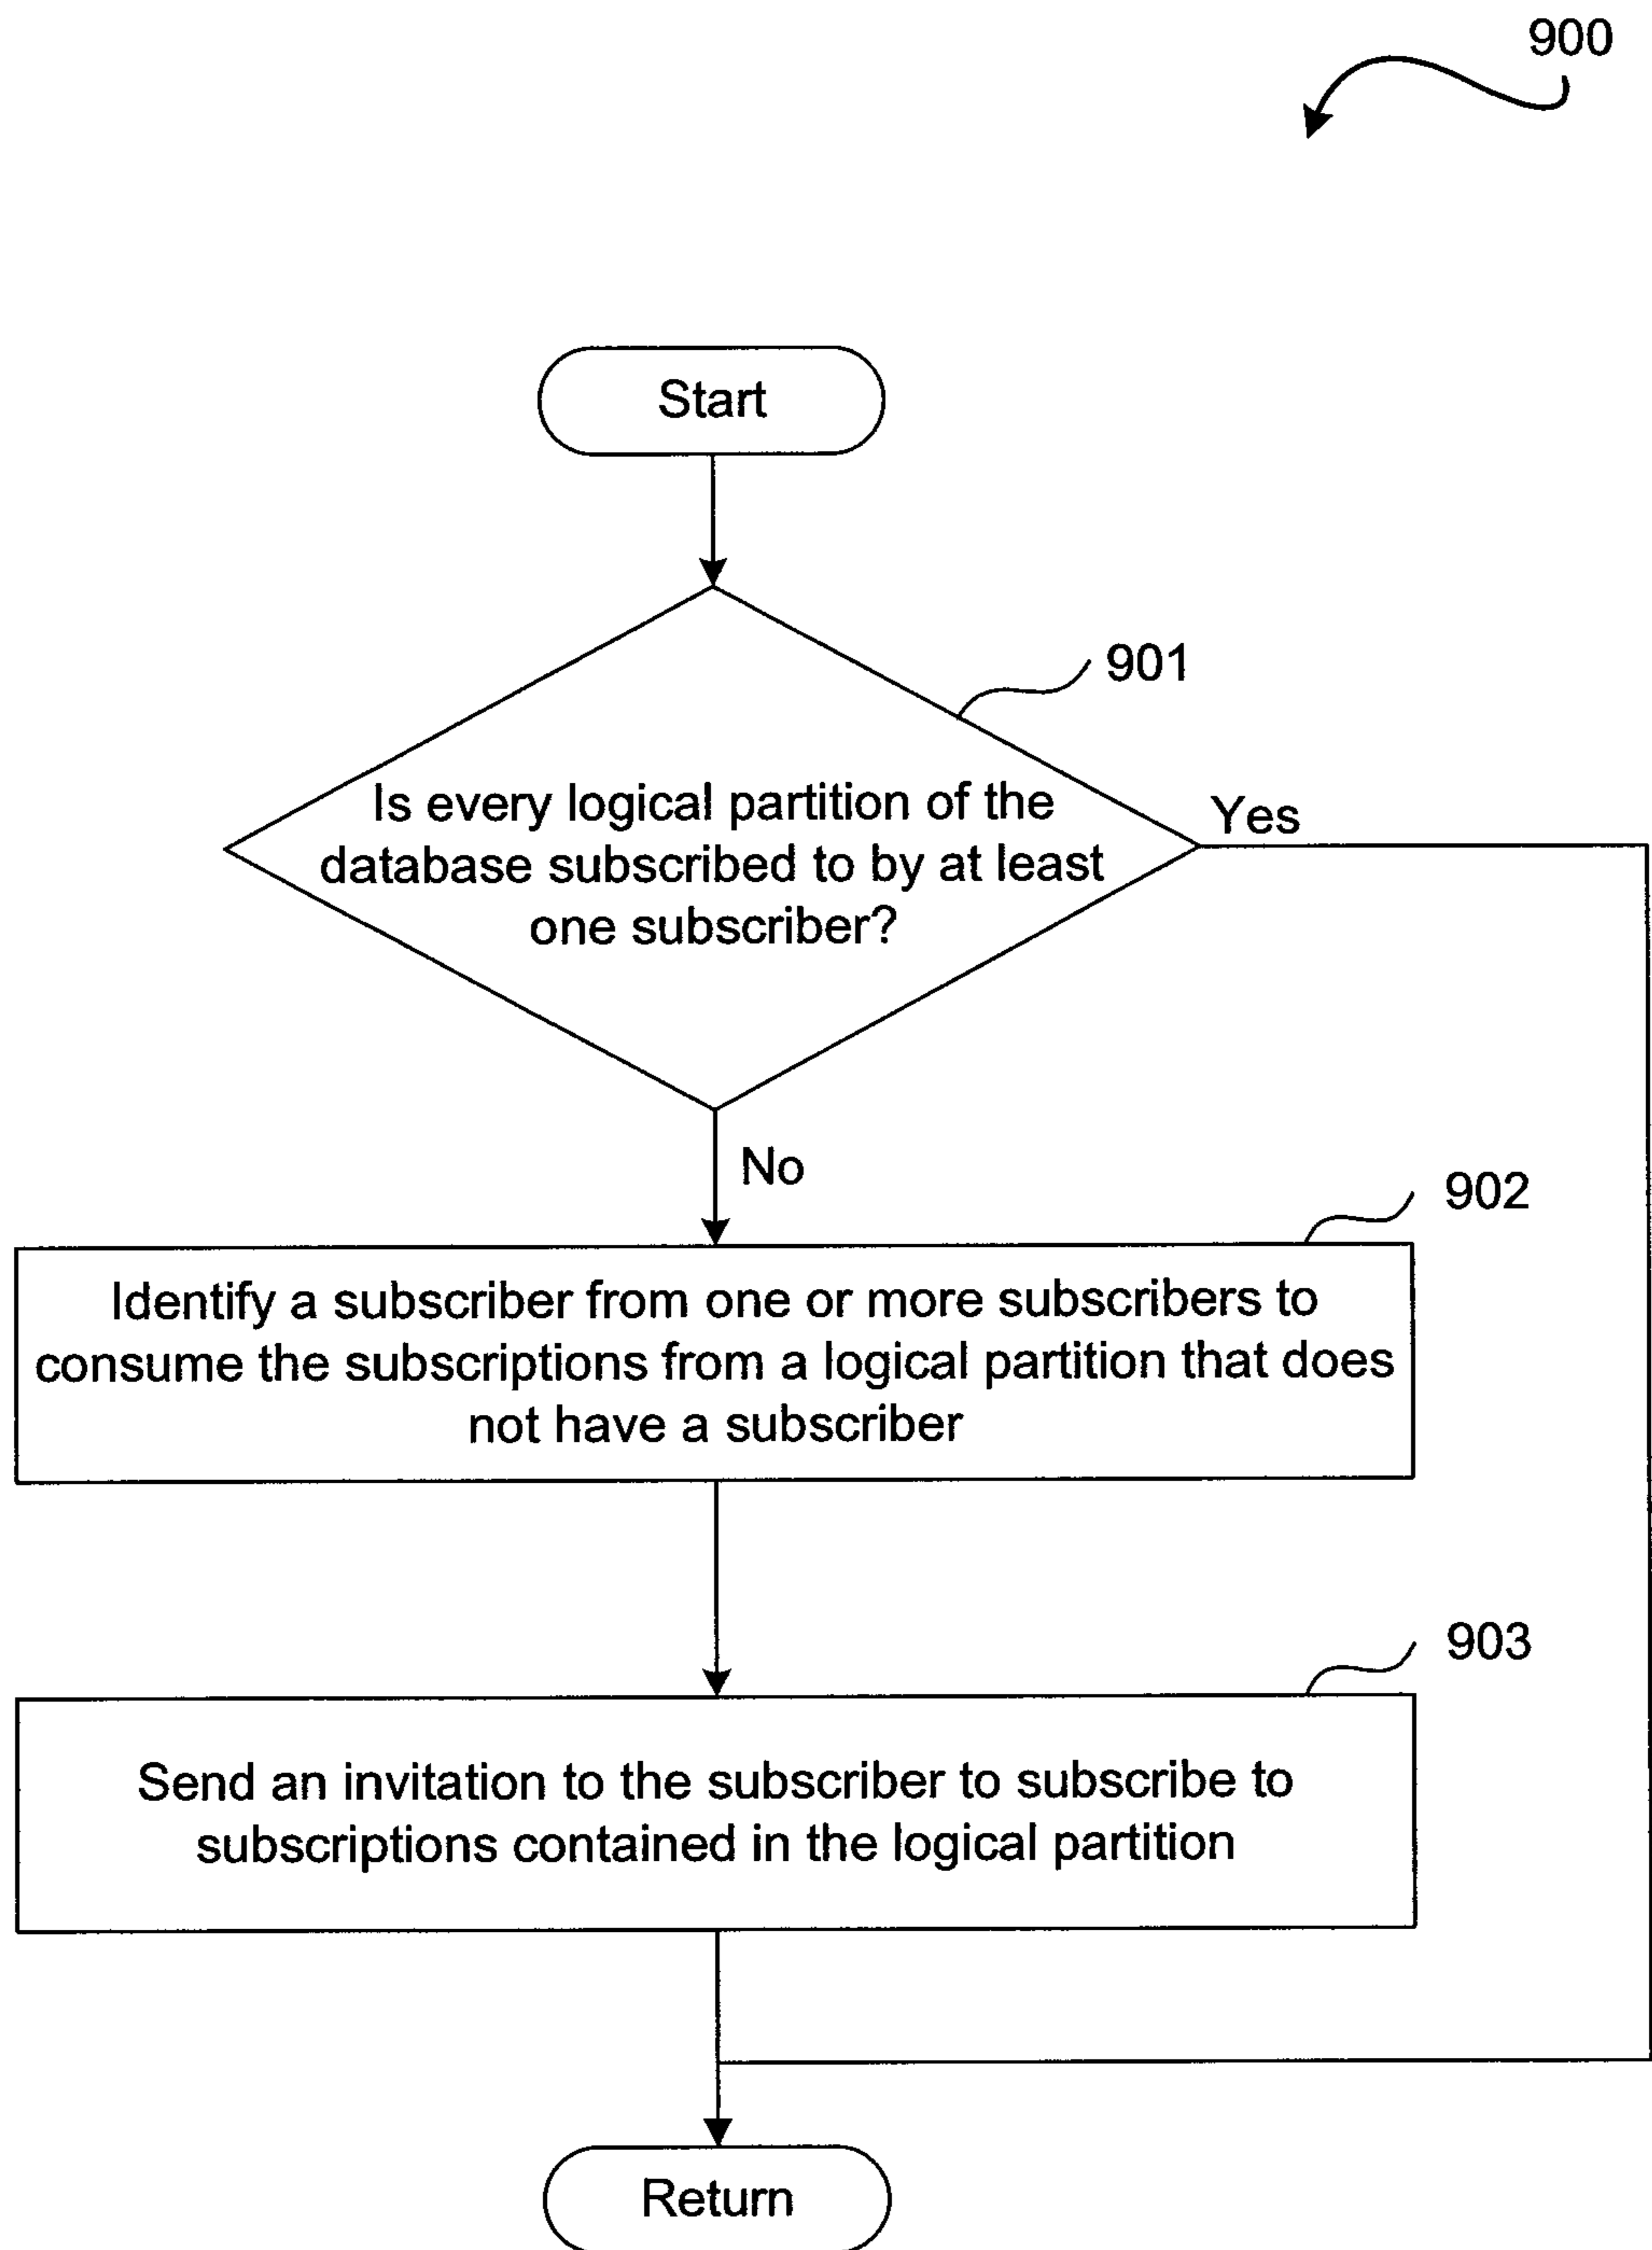 900
Start
901
Is every logical partition of the
database subscribed to by at least
one subscriber?
Yes
No
902
Identify a subscriber from one or more subscribers to
consume the subscriptions from a logical partition that does
not have a subscriber
903
Send an invitation to the subscriber to subscribe to
subscriptions contained in the logical partition
Return